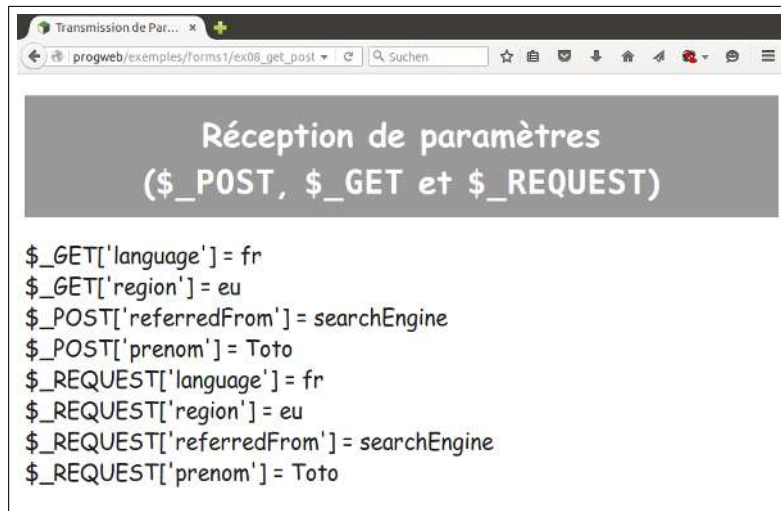 Transmission de Par... ×
progweb/exemples/forms1/ex08_get_post
Suchen
Réception de paramètres
($_POST, $_GET et $_REQUEST)
$_GET['language'] = fr
$_GET['region'] = eu
$_POST['referredFrom'] = searchEngine
$_POST['prenom'] = Toto
$_REQUEST['language'] = fr
$_REQUEST['region'] = eu
$_REQUEST['referredFrom'] = searchEngine
$_REQUEST['prenom'] = Toto